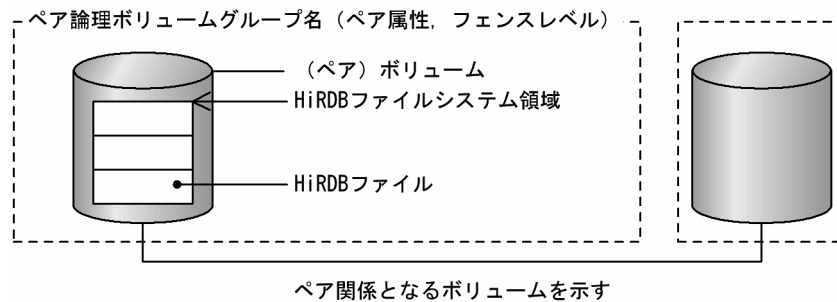 ペア論理ボリュームグループ名（ペア属性，フェンスレベル）
（ペア）ボリューム
HiRDBファイルシステム領域
HiRDBファイル
ペア関係となるボリュームを示す